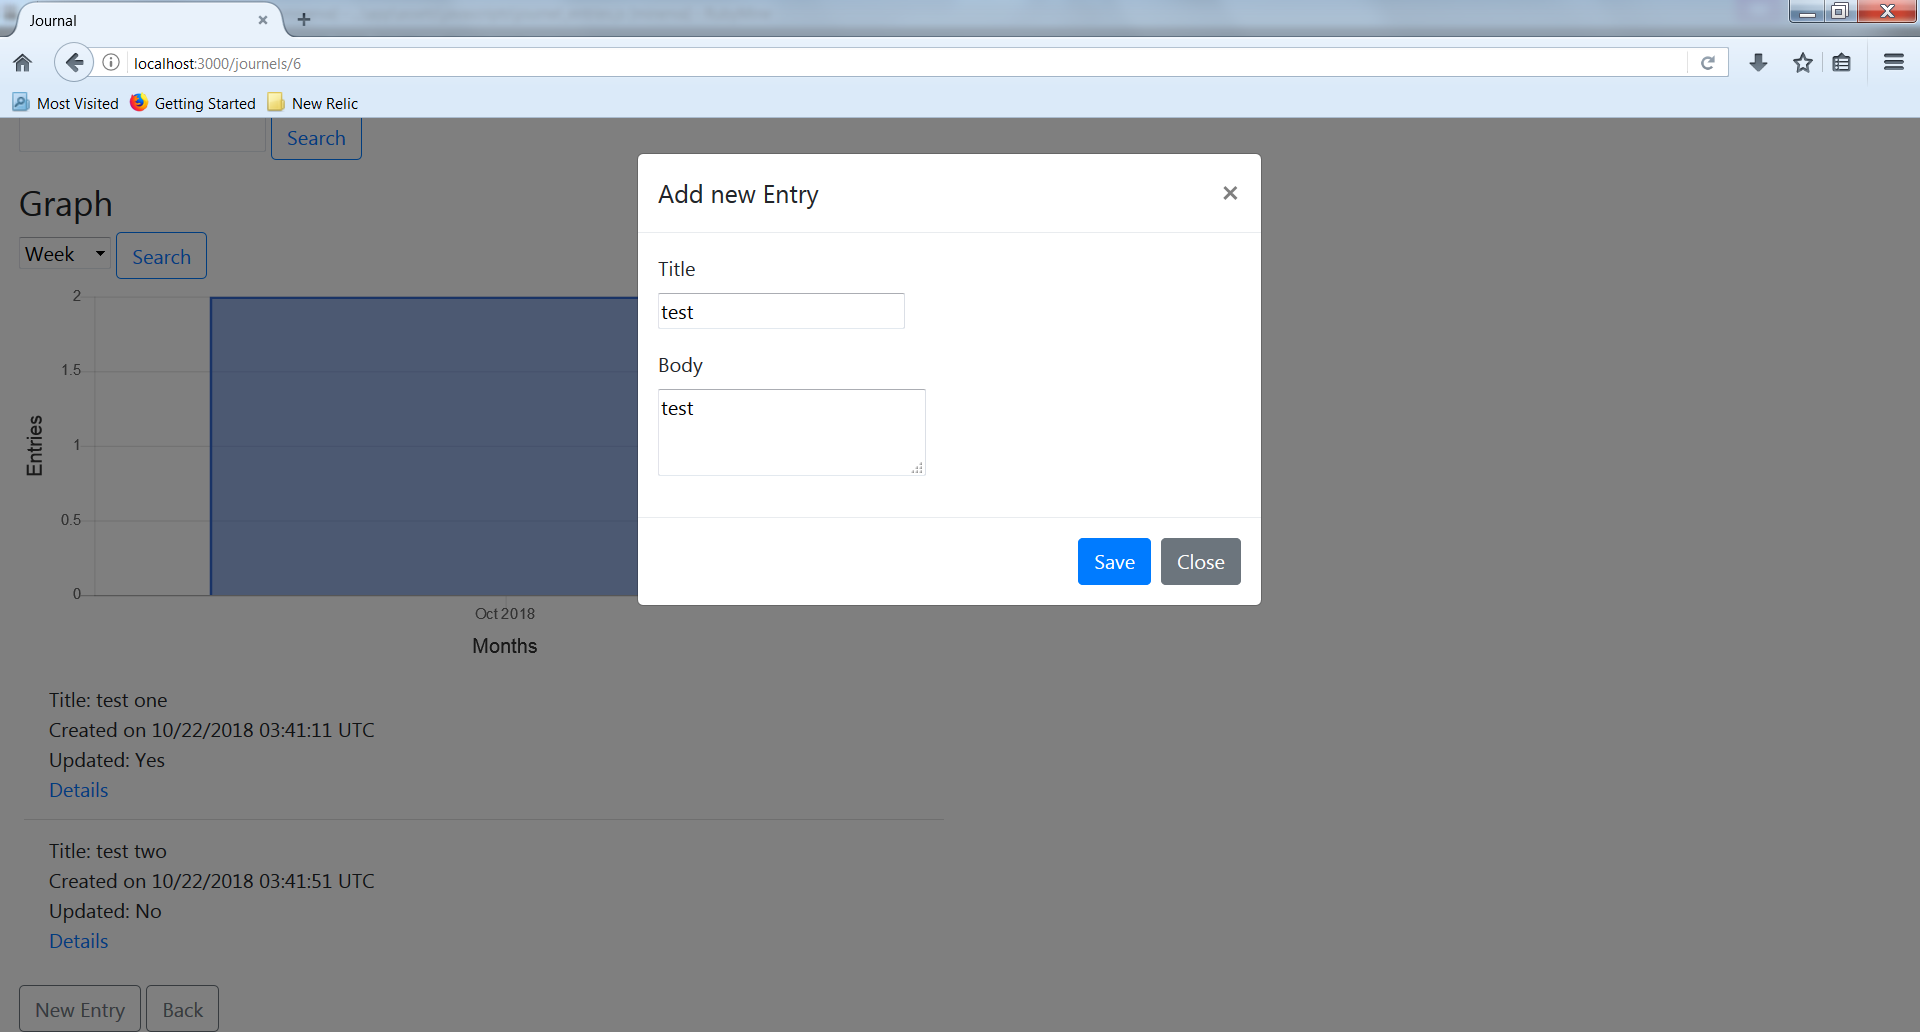 Journal
localhost:3000/journels/6
Most Visited Getting Started New Relic
Search
Graph
Week Search
2
1.5
1
0.5
0
Entries
Oct 2018
Months
Title: test one
Created on 10/22/2018 03:41:11 UTC
Updated: Yes
Details
Title: test two
Created on 10/22/2018 03:41:51 UTC
Updated: No
Details
New Entry Back
Add new Entry ×
Title
test
Body
test
Save Close